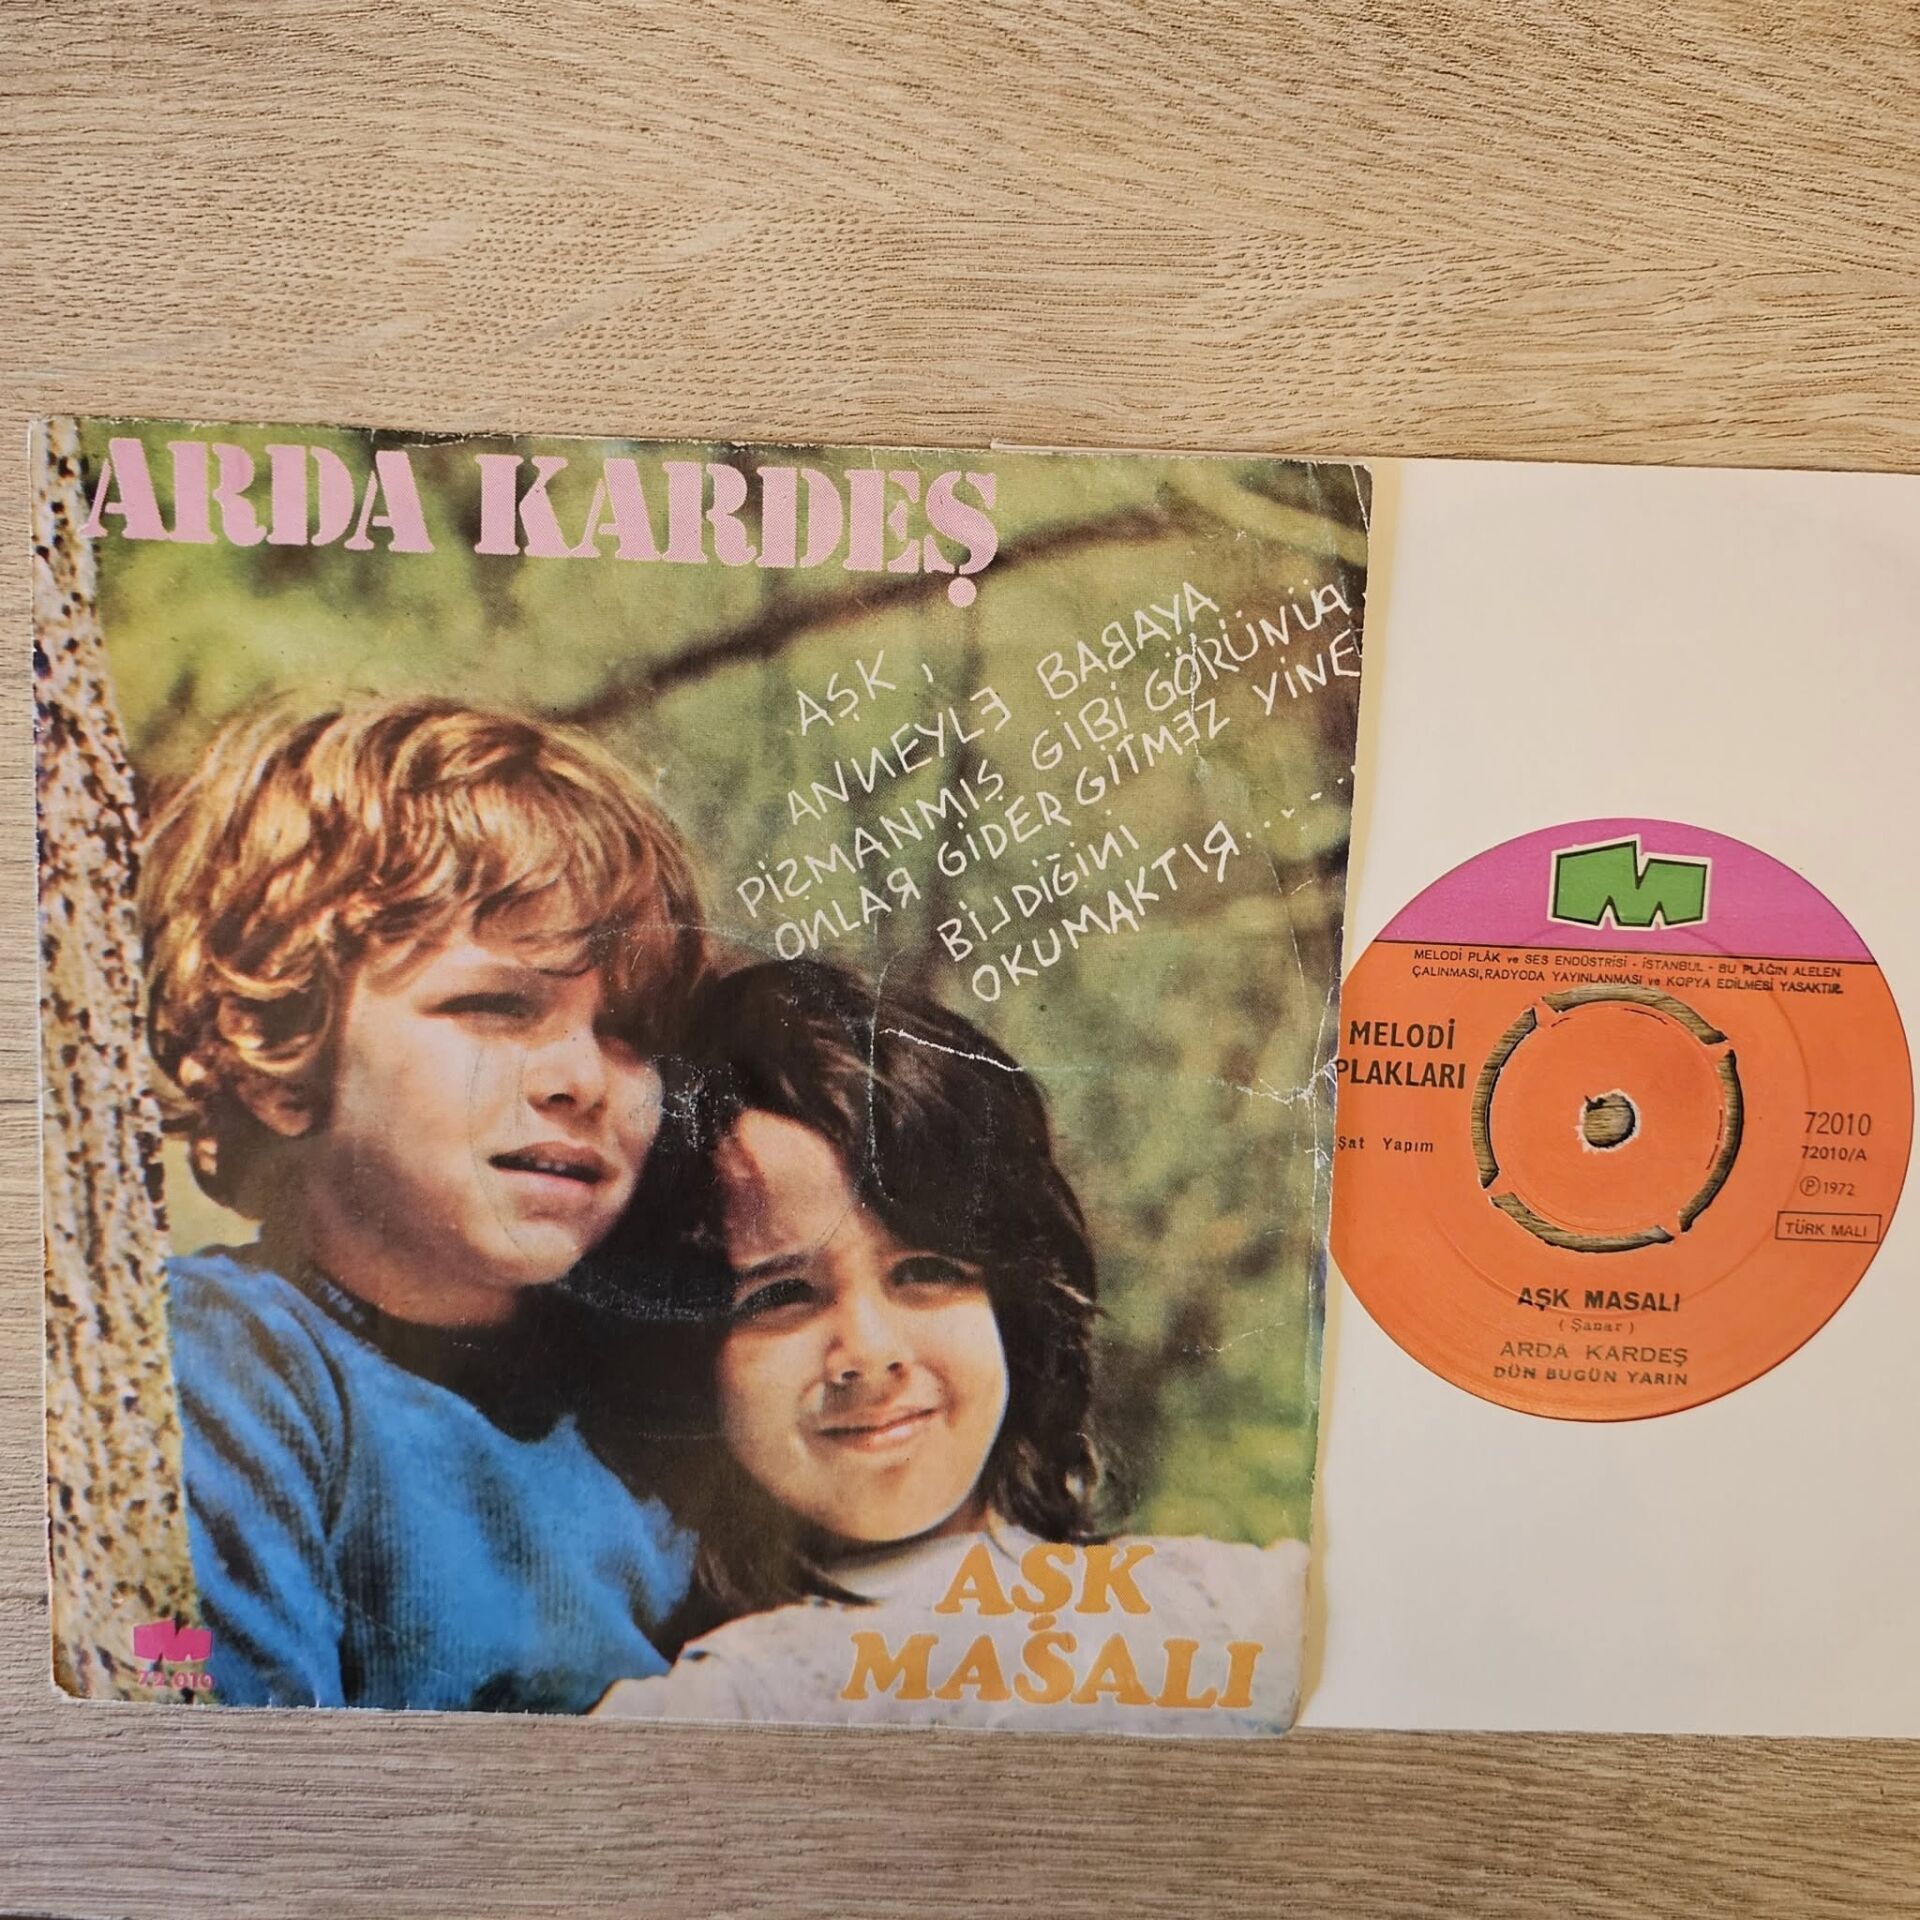 ARDA KARDEŞ
AŞK,
ANNEYLE BABAYA
PİŞMANMIŞ GİBİ GÖRÜNÜR
ONLAR GİDER GİTMEZ YİNE
BİLDİĞİNİ
OKUMAKTIR.....
AŞK
MASALI
72 010
MELODİ PLÂK ve SES ENDÜSTRİSİ - İSTANBUL - BU PLÂĞIN ALELEN
ÇALINMASI, RADYODA YAYINLANMASI ve KOPYA EDİLMESİ YASAKTIR.
MELODİ
PLAKLARI
Şat Yapım
72010
72010/A
Ⓟ1972
TÜRK MALI
AŞK MASALI
(Şanar)
ARDA KARDEŞ
DÜN BUGÜN YARIN